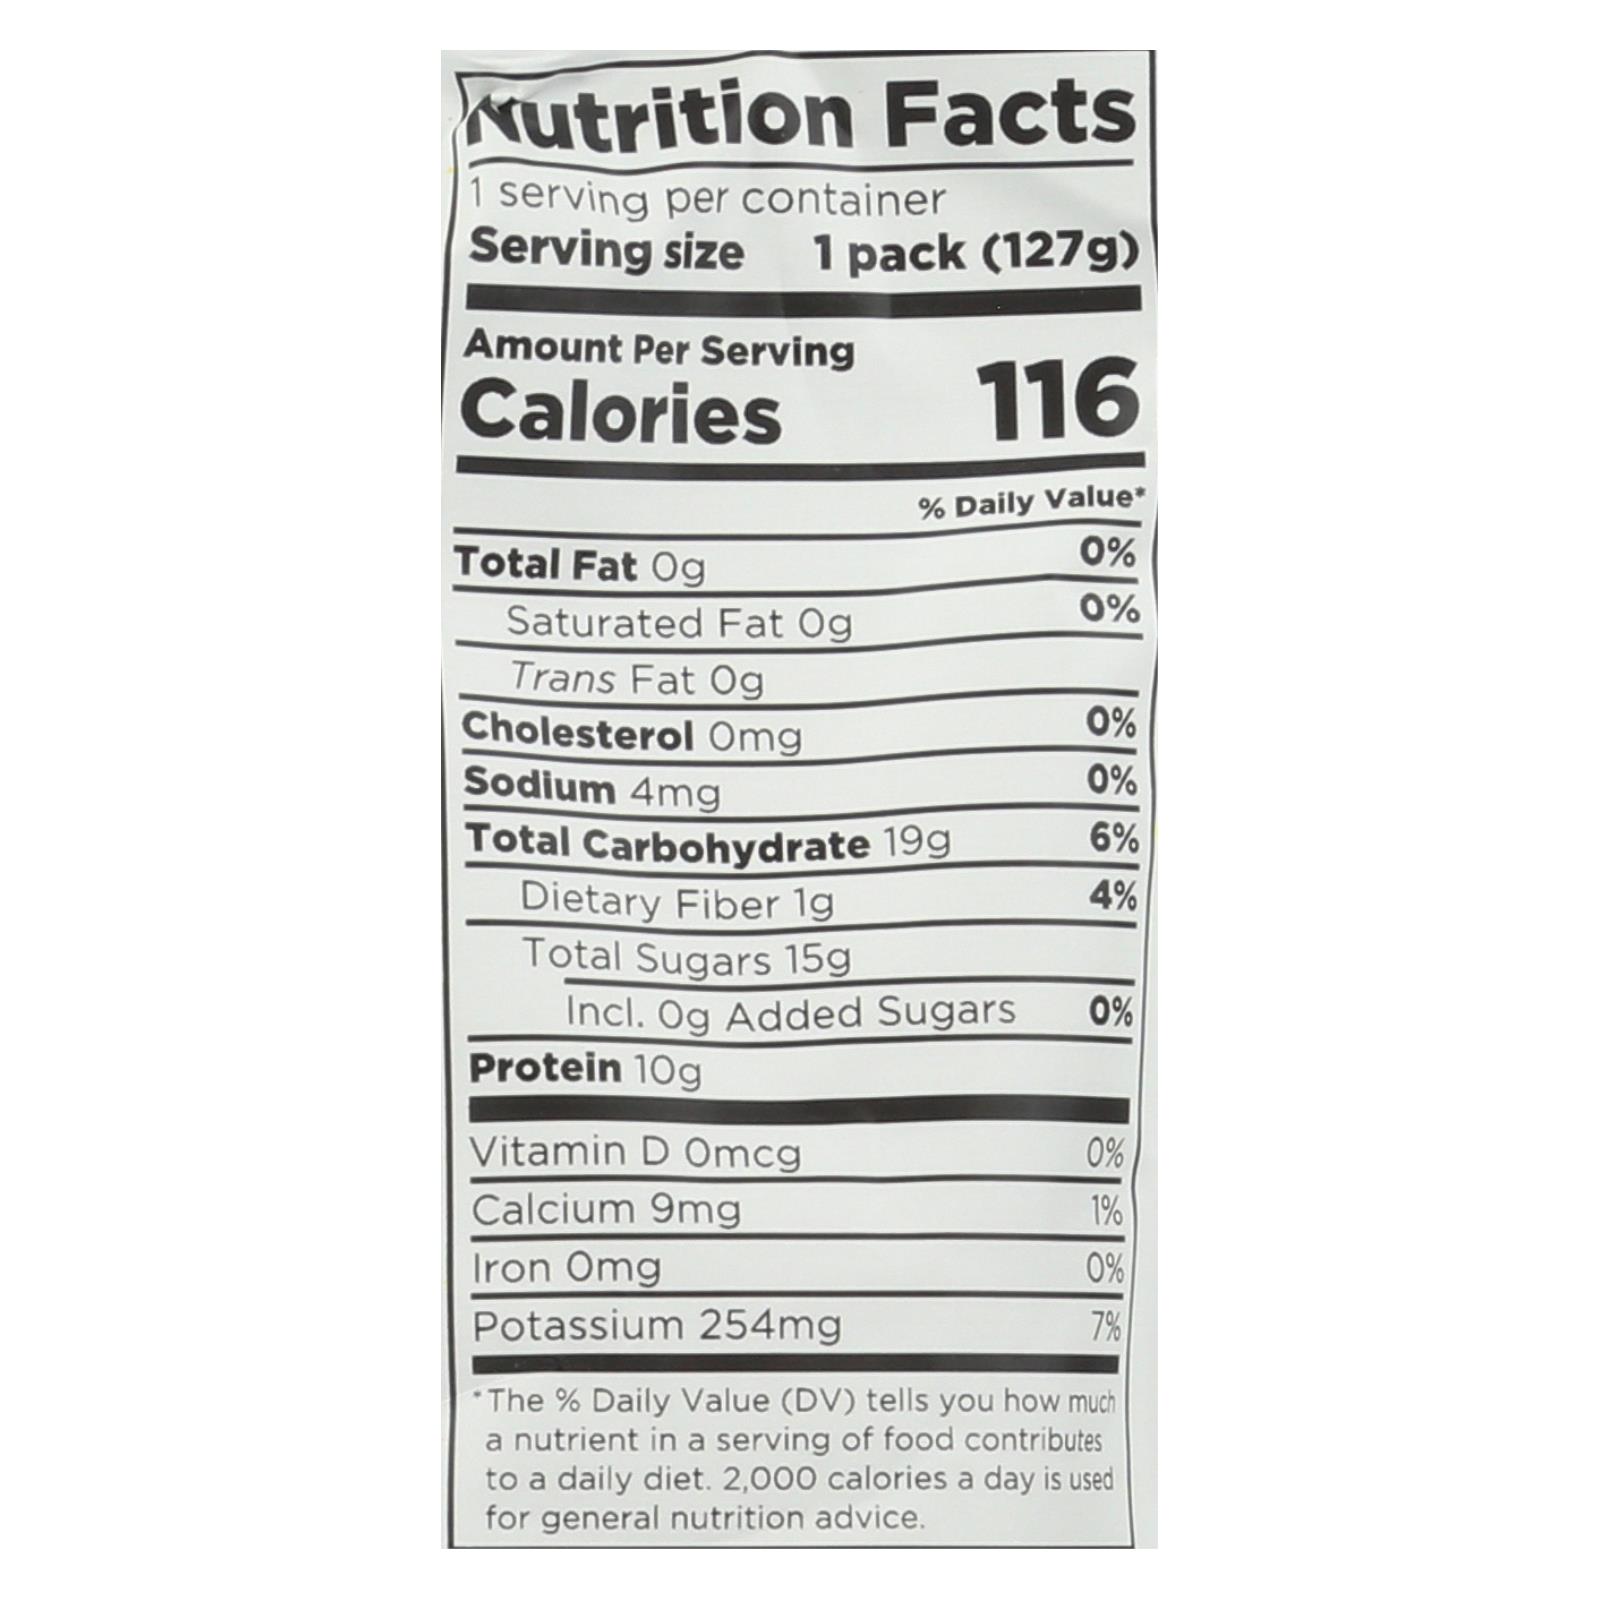 Nutrition Facts
1 serving per container
Serving size 1 pack (127g)
Amount Per Serving
Calories 116
% Daily Value*
Total Fat 0g 0%
Saturated Fat 0g 0%
Trans Fat 0g
Cholesterol 0mg 0%
Sodium 4mg 0%
Total Carbohydrate 19g 6%
Dietary Fiber 1g 4%
Total Sugars 15g
Incl. 0g Added Sugars 0%
Protein 10g
Vitamin D 0mcg 0%
Calcium 9mg 1%
Iron 0mg 0%
Potassium 254mg 7%
*The % Daily Value (DV) tells you how much
a nutrient in a serving of food contributes
to a daily diet. 2,000 calories a day is used
for general nutrition advice.